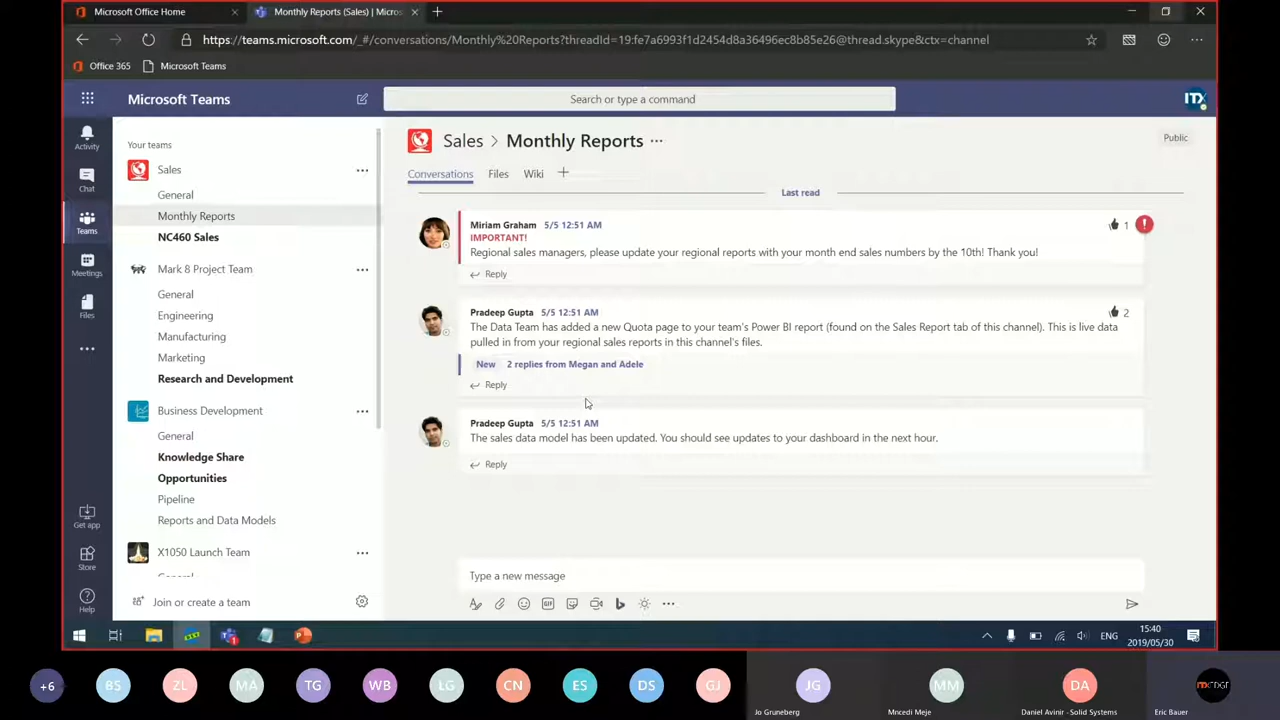 Microsoft Office Home
Monthly Reports (Sales) | Micros
https://teams.microsoft.com/_#/conversations/Monthly%20Reports?threadId=19:fe7a6993f1d2454d8a36496ec8b85e26@thread.skype&ctx=channel
Office 365
Microsoft Teams
Microsoft Teams
Search or type a command
ITX
Activity
Chat
Teams
Meetings
Files
Get app
Store
Help
Your teams
Sales
General
Monthly Reports
NC460 Sales
Mark 8 Project Team
General
Engineering
Manufacturing
Marketing
Research and Development
Business Development
General
Knowledge Share
Opportunities
Pipeline
Reports and Data Models
X1050 Launch Team
General
Join or create a team
Sales > Monthly Reports ...
Public
Conversations Files Wiki +
Last read
Miriam Graham 5/5 12:51 AM
1
IMPORTANT!
Regional sales managers, please update your regional reports with your month end sales numbers by the 10th! Thank you!
Reply
Pradeep Gupta 5/5 12:51 AM
2
The Data Team has added a new Quota page to your team's Power BI report (found on the Sales Report tab of this channel). This is live data
pulled in from your regional sales reports in this channel's files.
New 2 replies from Megan and Adele
Reply
Pradeep Gupta 5/5 12:51 AM
The sales data model has been updated. You should see updates to your dashboard in the next hour.
Reply
Type a new message
GIF
ENG
15:40
2019/05/30
+6 BS ZL MA TG WB LG CN ES DS GJ JG MM DA
Jo Gruneberg
Mncedi Meje
Daniel Avinir - Solid Systems
Eric Bauer